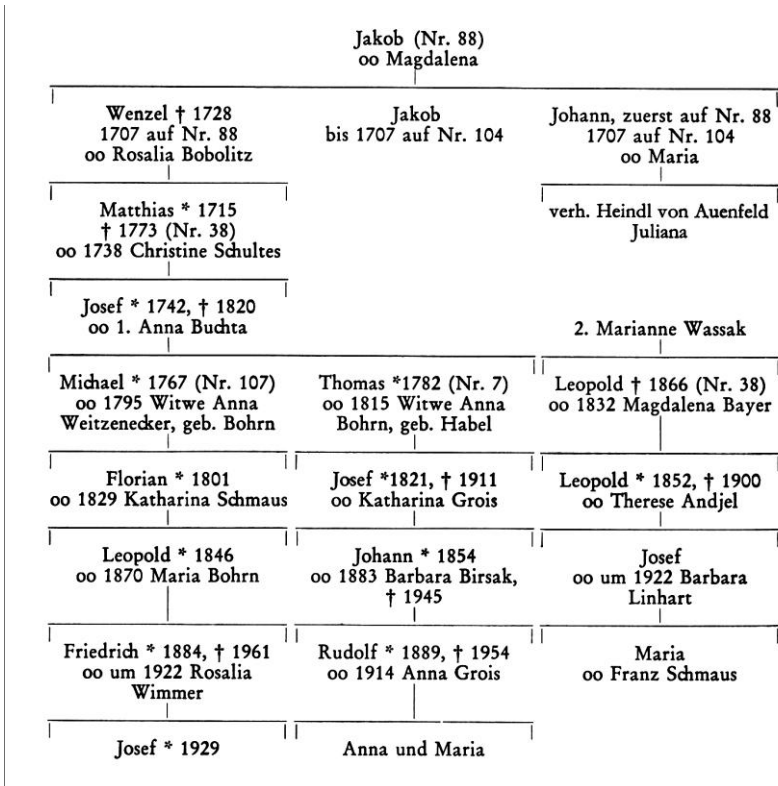 Jakob (Nr. 88)
oo Magdalena
Wenzel † 1728
1707 auf Nr. 88
oo Rosalia Bobolitz
Jakob
bis 1707 auf Nr. 104
Johann, zuerst auf Nr. 88
1707 auf Nr. 104
oo Maria
Matthias * 1715
† 1773 (Nr. 38)
oo 1738 Christine Schultes
verh. Heindl von Auenfeld
Juliana
Josef * 1742, † 1820
oo 1. Anna Buchta
2. Marianne Wassak
Michael * 1767 (Nr. 107)
oo 1795 Witwe Anna
Weitzenecker, geb. Bohrn
Thomas *1782 (Nr. 7)
oo 1815 Witwe Anna
Bohrn, geb. Habel
Leopold † 1866 (Nr. 38)
oo 1832 Magdalena Bayer
Florian * 1801
oo 1829 Katharina Schmaus
Josef *1821, † 1911
oo Katharina Grois
Leopold * 1852, † 1900
oo Therese Andjel
Leopold * 1846
oo 1870 Maria Bohrn
Johann * 1854
oo 1883 Barbara Birsak,
† 1945
Josef
oo um 1922 Barbara
Linhart
Friedrich * 1884, † 1961
oo um 1922 Rosalia
Wimmer
Rudolf * 1889, † 1954
oo 1914 Anna Grois
Maria
oo Franz Schmaus
Josef * 1929
Anna und Maria